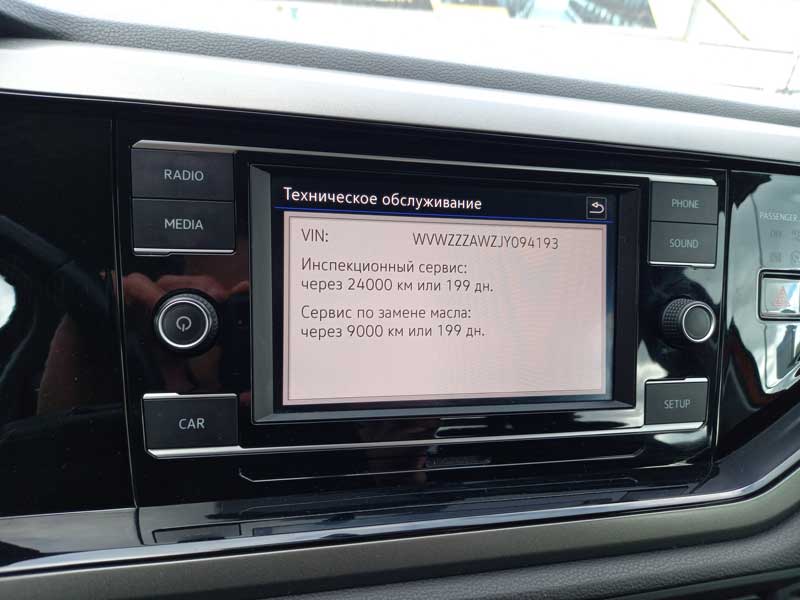 RADIO
MEDIA
CAR
Техническое обслуживание
VIN: WVWZZZAWZJY094193
Инспекционный сервис:
через 24000 км или 199 дн.
Сервис по замене масла:
через 9000 км или 199 дн.
PHONE
SOUND
SETUP
PASSENGER